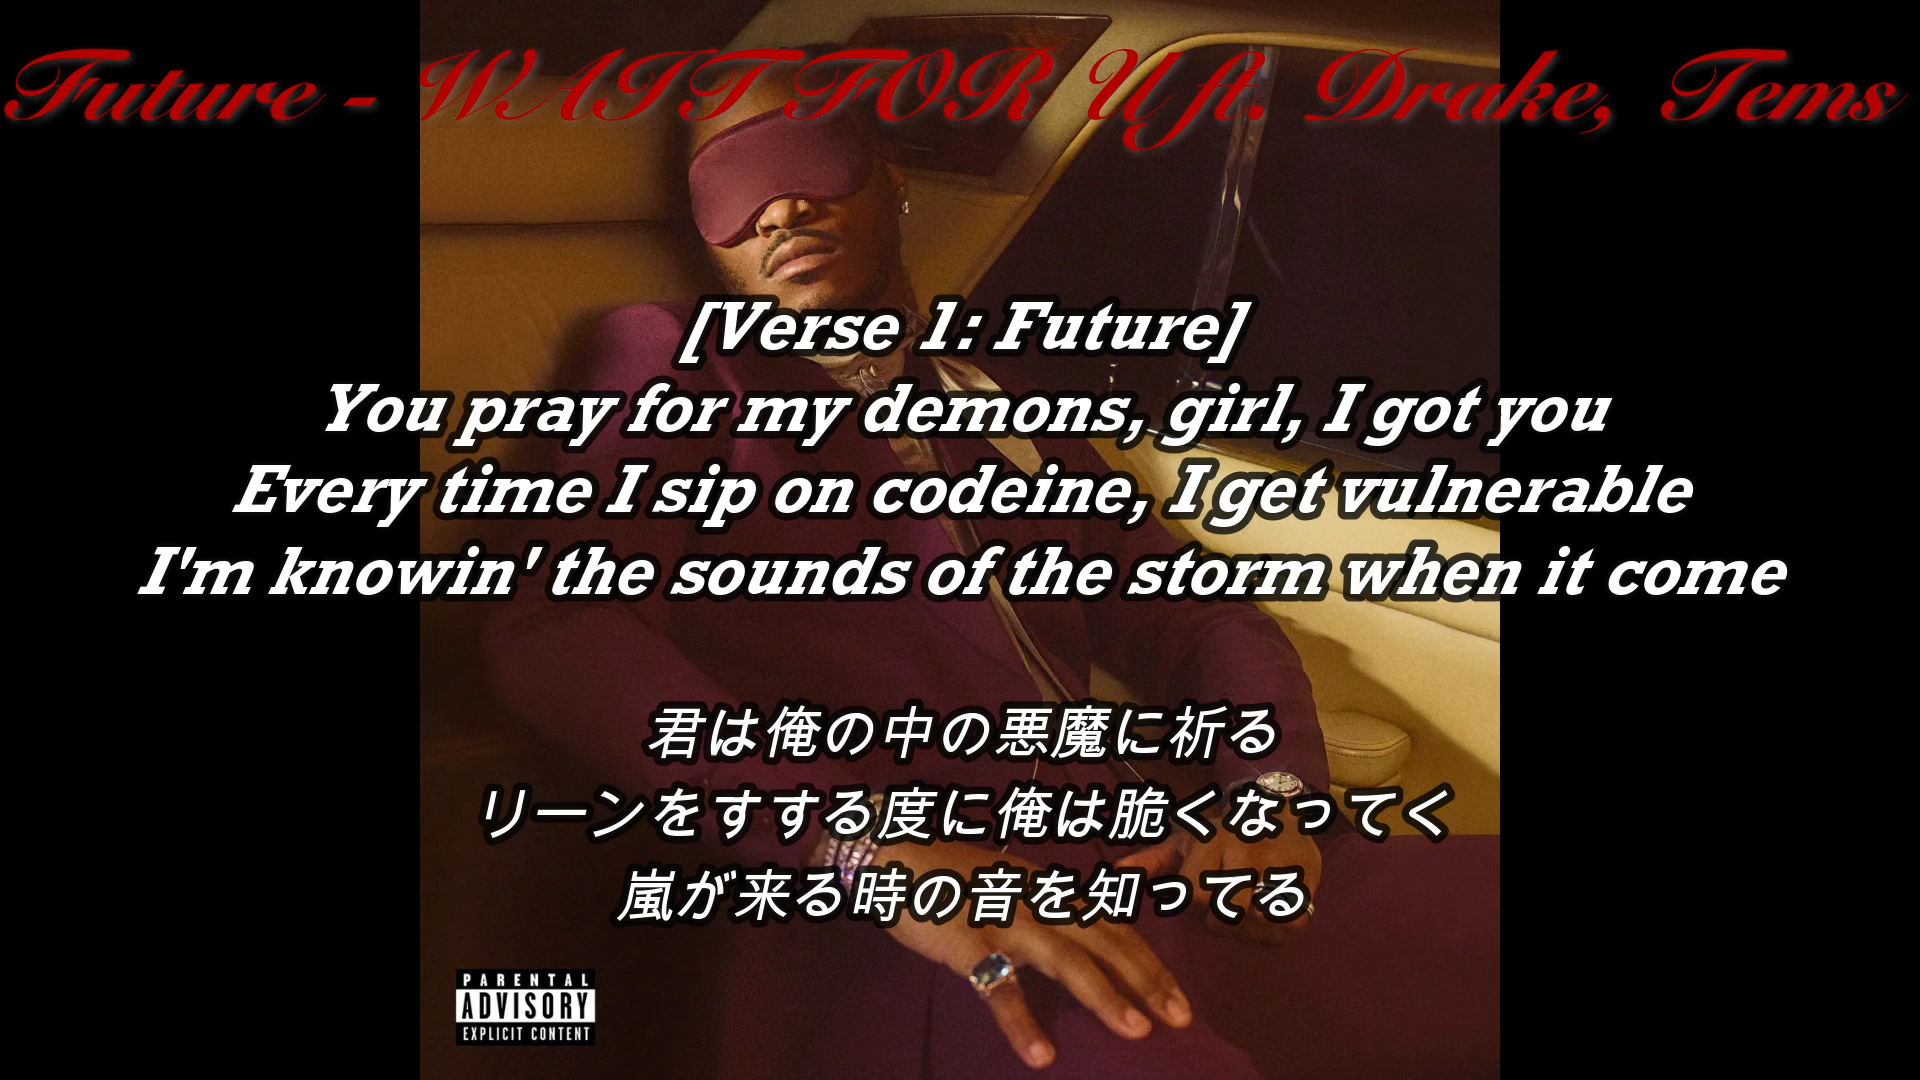 Future - WAIT FOR U ft. Drake, Tems
[Verse 1: Future]
You pray for my demons, girl, I got you
Every time I sip on codeine, I get vulnerable
I'm knowin' the sounds of the storm when it come
君は俺の中の悪魔に祈る
リーンをすする度に俺は脆くなってく
嵐が来る時の音を知ってる
PARENTAL
ADVISORY
EXPLICIT CONTENT